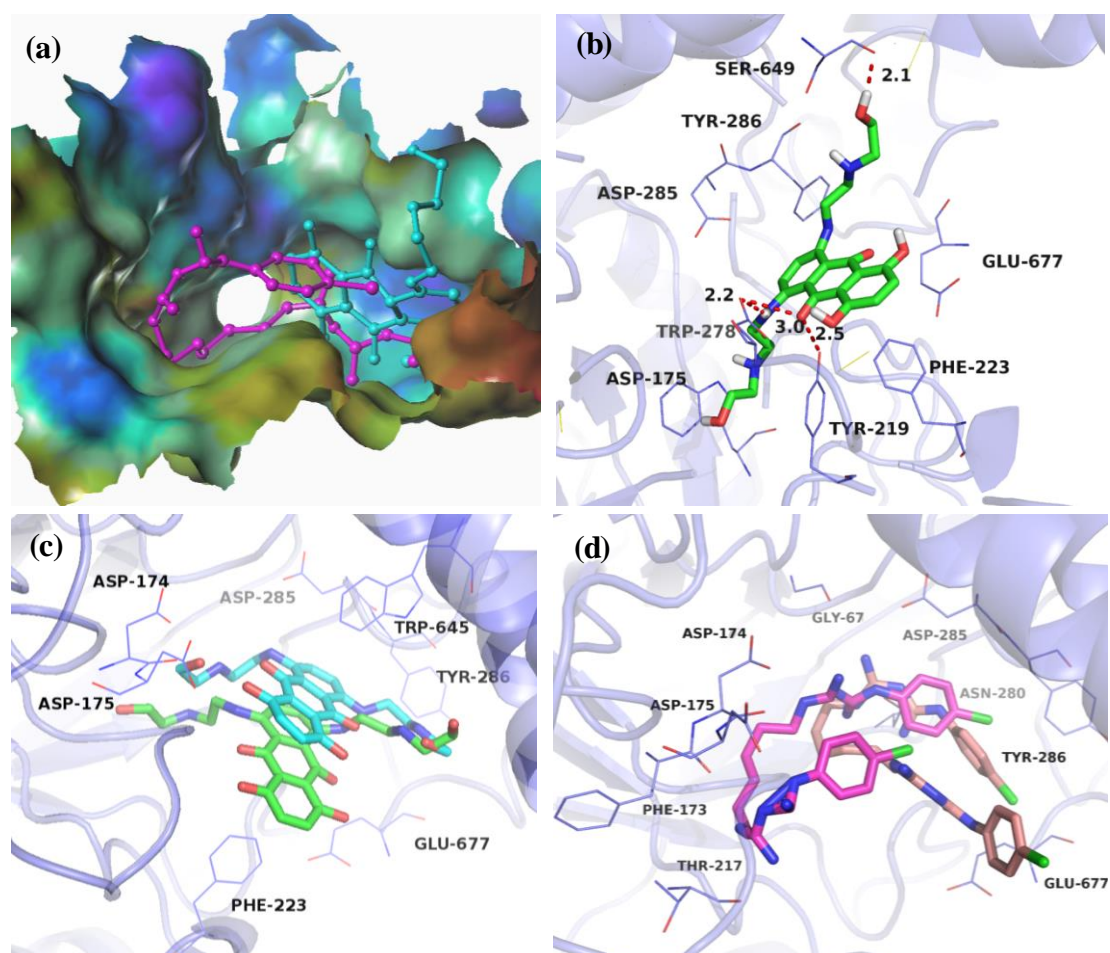 (a)
(b)
SER-649
2.1
TYR-286
ASP-285
GLU-677
2.2
TRP-278
3.0
2.5
ASP-175
PHE-223
TYR-219
(c)
ASP-174
ASP-285
TRP-645
TYR-286
ASP-175
GLU-677
PHE-223
(d)
GLY-67
ASP-174
ASP-285
ASP-175
ASN-280
TYR-286
PHE-173
THR-217
GLU-677